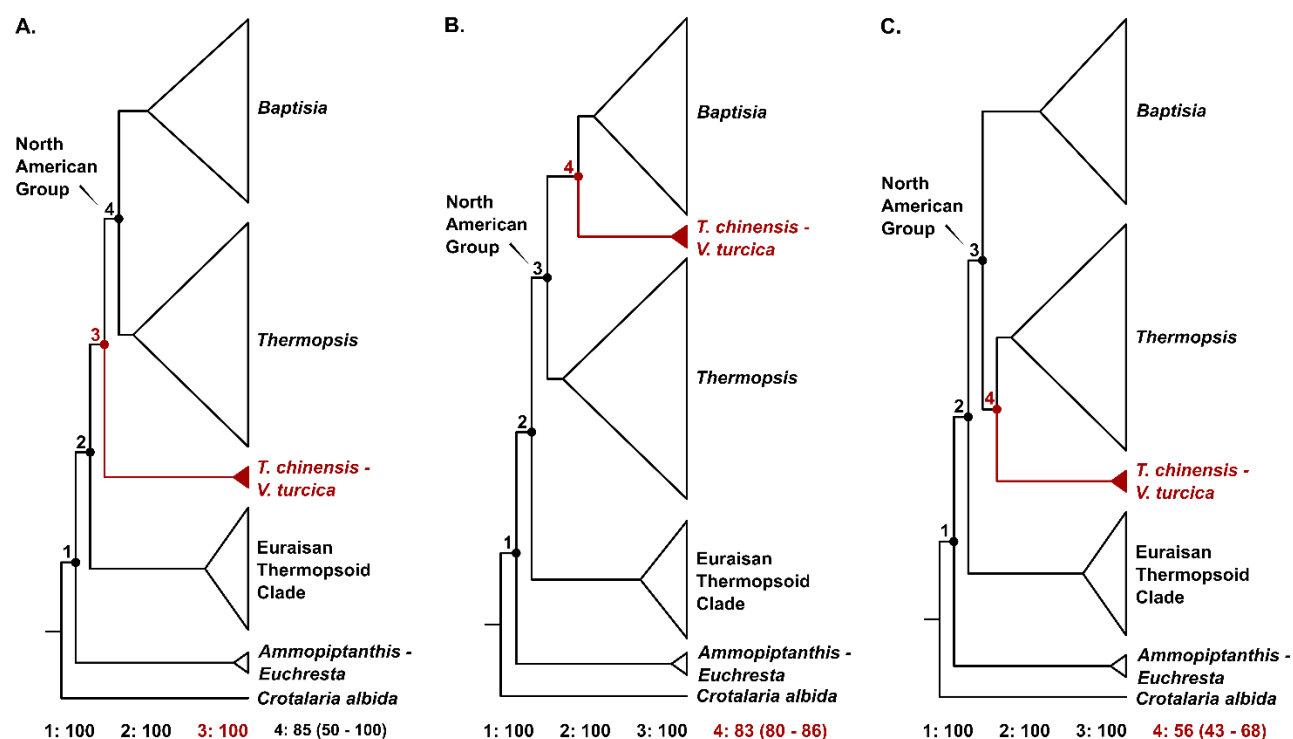 A.
Baptisia
North
American
Group
4
Thermopsis
3
2
T. chinensis -
V. turcica
1
Euraisan
Thermopsoid
Clade
Ammopiptanthis -
Euchresta
Crotalaria albida
1: 100 2: 100 3: 100 4: 85 (50 - 100)
B.
Baptisia
4
North
American
Group
T. chinensis -
V. turcica
3
Thermopsis
2
1
Euraisan
Thermopsoid
Clade
Ammopiptanthis -
Euchresta
Crotalaria albida
1: 100 2: 100 3: 100 4: 83 (80 - 86)
C.
Baptisia
North
American
Group
3
Thermopsis
4
2
T. chinensis -
V. turcica
1
Euraisan
Thermopsoid
Clade
Ammopiptanthis -
Euchresta
Crotalaria albida
1: 100 2: 100 3: 100 4: 56 (43 - 68)